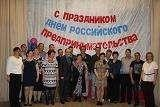 С ПРАЗДНИКОМ
ДНЁМ РОССИЙСКОГО
ПРЕДПРИНИМАТЕЛЬСТВА